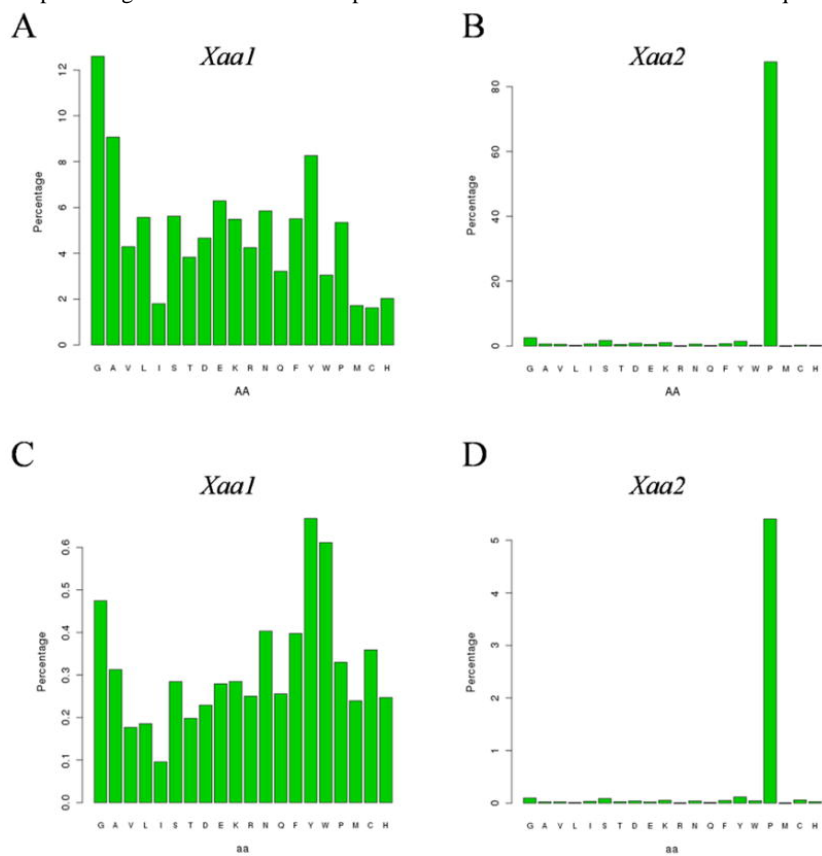 A
Xaa1
Percentage
0 2 4 6 8 10 12
G A V L I S T D E K R N Q F Y W P M C H
AA
B
Xaa2
Percentage
0 20 40 60 80
G A V L I S T D E K R N Q F Y W P M C H
AA
C
Xaa1
Percentage
0.0 0.1 0.2 0.3 0.4 0.5 0.6
G A V L I S T D E K R N Q F Y W P M C H
aa
D
Xaa2
Percentage
0 1 2 3 4 5
G A V L I S T D E K R N Q F Y W P M C H
aa